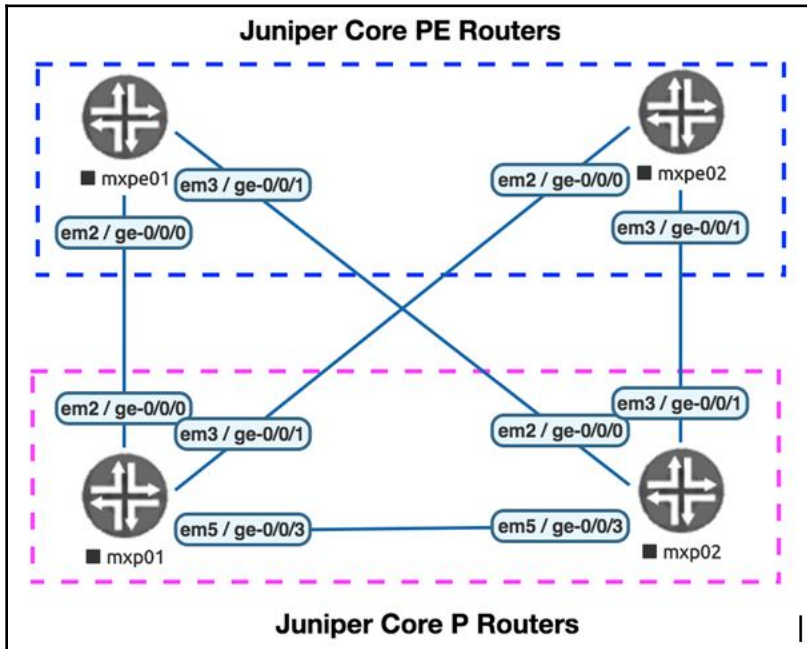 Juniper Core PE Routers
mxpe01
em3 / ge-0/0/1
em2 / ge-0/0/0
mxpe02
em2 / ge-0/0/0
em3 / ge-0/0/1
em2 / ge-0/0/0
em3 / ge-0/0/1
em2 / ge-0/0/0
em3 / ge-0/0/1
mxp01
em5 / ge-0/0/3
em5 / ge-0/0/3
mxp02
Juniper Core P Routers